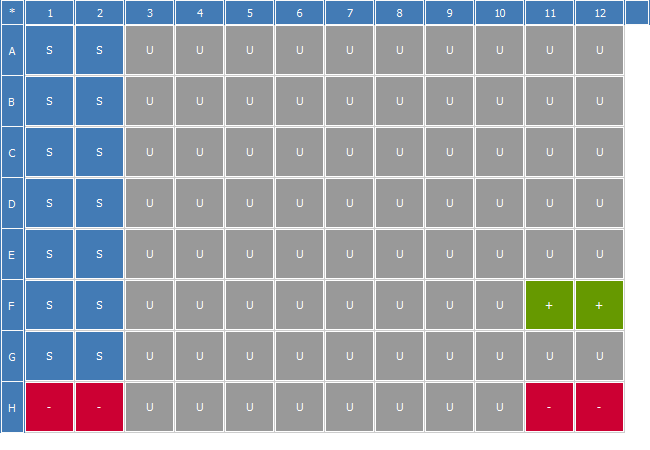 * 1 2 3 4 5 6 7 8 9 10 11 12
A S S U U U U U U U U U U
B S S U U U U U U U U U U
C S S U U U U U U U U U U
D S S U U U U U U U U U U
E S S U U U U U U U U U U
F S S U U U U U U U U + +
G S S U U U U U U U U U U
H - - U U U U U U U U - -